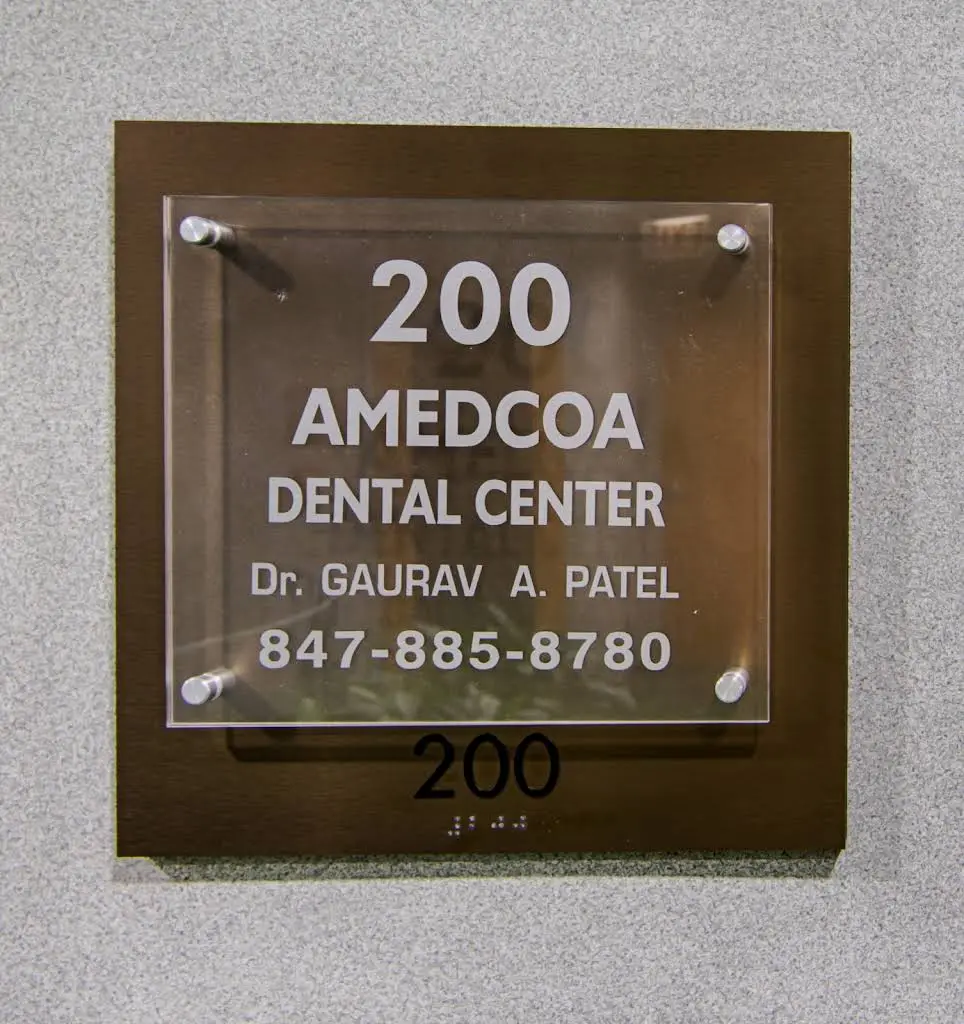 200
AMEDCOA
DENTAL CENTER
Dr. GAURAV A. PATEL
847-885-8780
200
⠼⠃⠚⠚